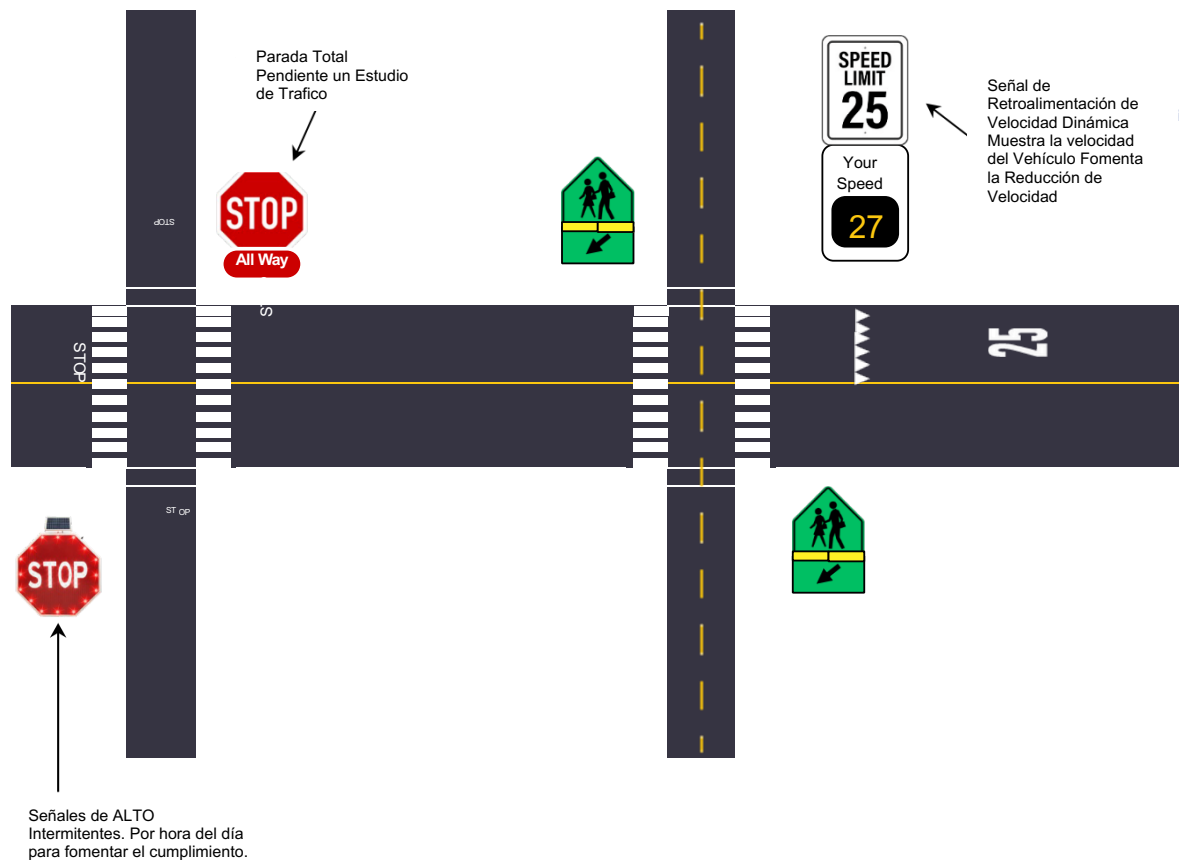 Parada Total
Pendiente un Estudio
de Trafico
SPEED
LIMIT
25
Your
Speed
27
Señal de
Retroalimentación de
Velocidad Dinámica
Muestra la velocidad
del Vehículo Fomenta
la Reducción de
Velocidad
STOP
STOP
All Way
S
STOP
25
ST OP
STOP
Señales de ALTO
Intermitentes. Por hora del día
para fomentar el cumplimiento.